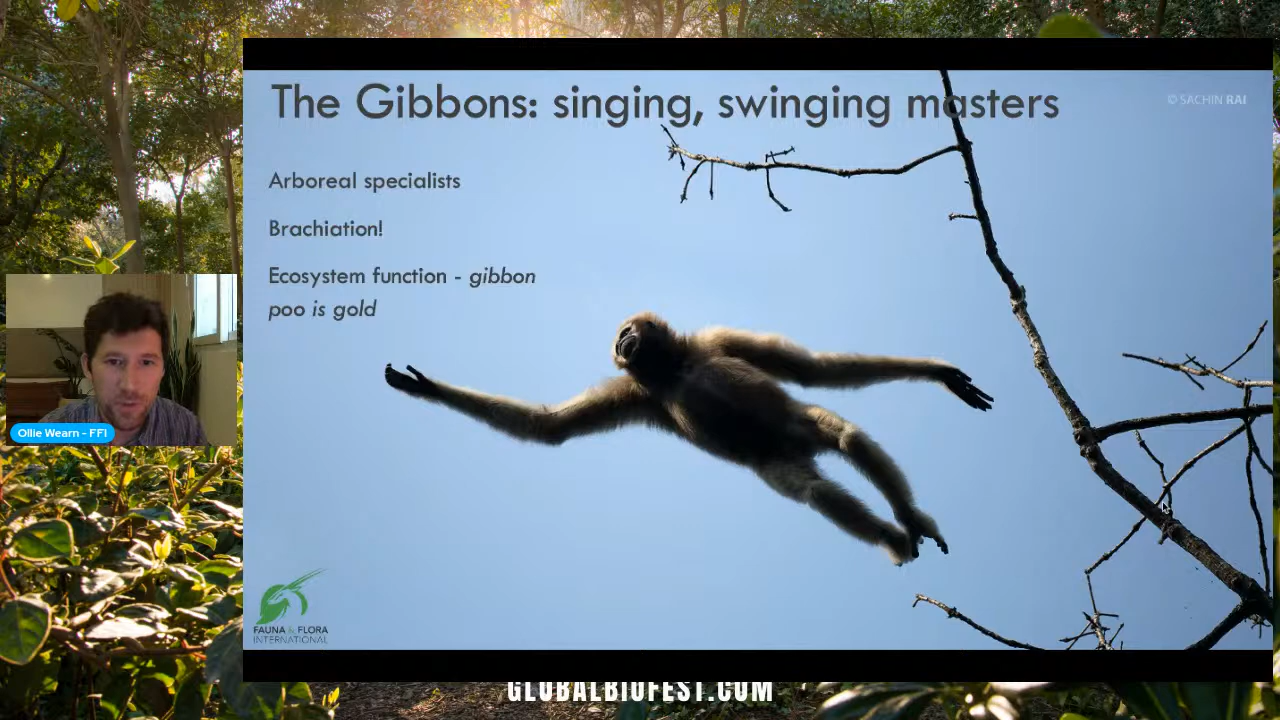 The Gibbons: singing, swinging masters
© SACHIN RAI
Arboreal specialists
Brachiation!
Ecosystem function - gibbon
poo is gold
Ollie Wearn - FFI
FAUNA & FLORA
INTERNATIONAL
GLOBALBIOFEST.COM